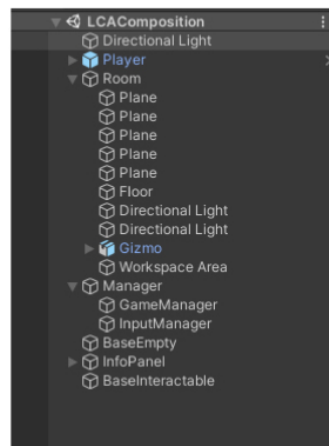 LCAComposition
Directional Light
Player
Room
Plane
Plane
Plane
Plane
Plane
Floor
Directional Light
Directional Light
Gizmo
Workspace Area
Manager
GameManager
InputManager
BaseEmpty
InfoPanel
BaseInteractable